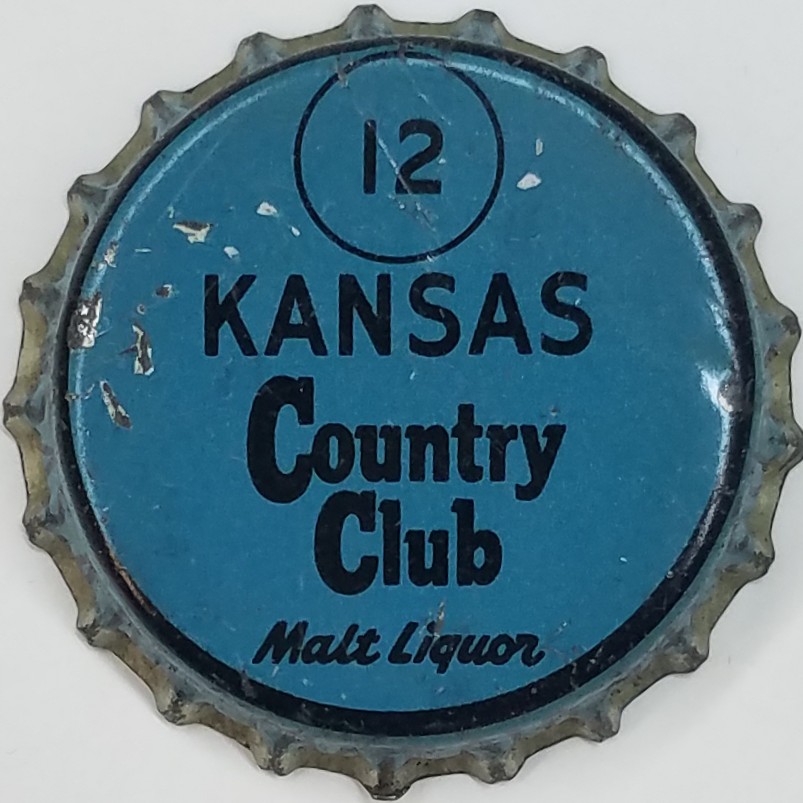 12
KANSAS
Country
Club
Malt Liquor